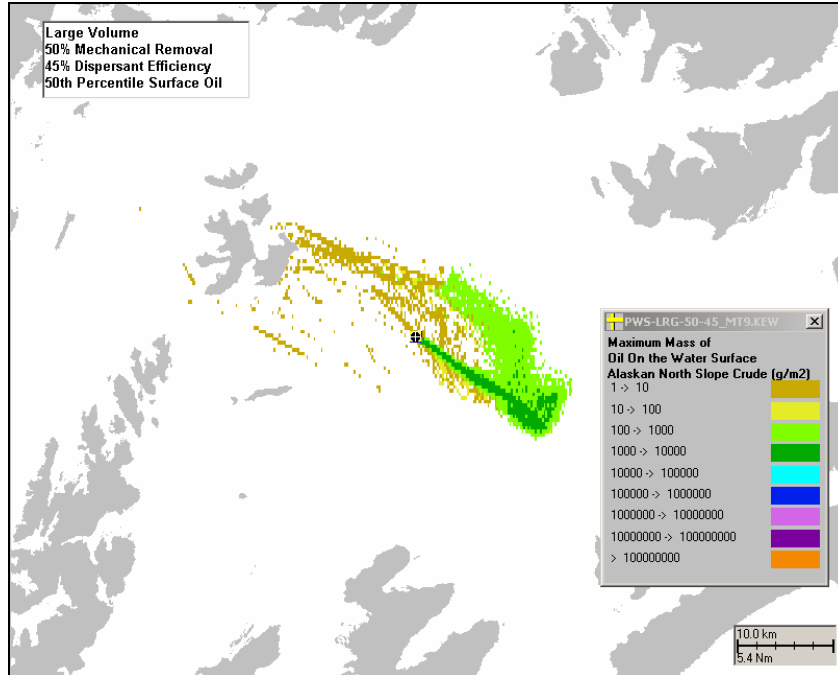 Large Volume
50% Mechanical Removal
45% Dispersant Efficiency
50th Percentile Surface Oil
PWS-LRG-50-45_MT9.KEW
Maximum Mass of
Oil On the Water Surface
Alaskan North Slope Crude (g/m2)
1 -> 10
10 -> 100
100 -> 1000
1000 -> 10000
10000 -> 100000
100000 -> 1000000
1000000 -> 10000000
10000000 -> 100000000
> 100000000
10.0 km
5.4 Nm